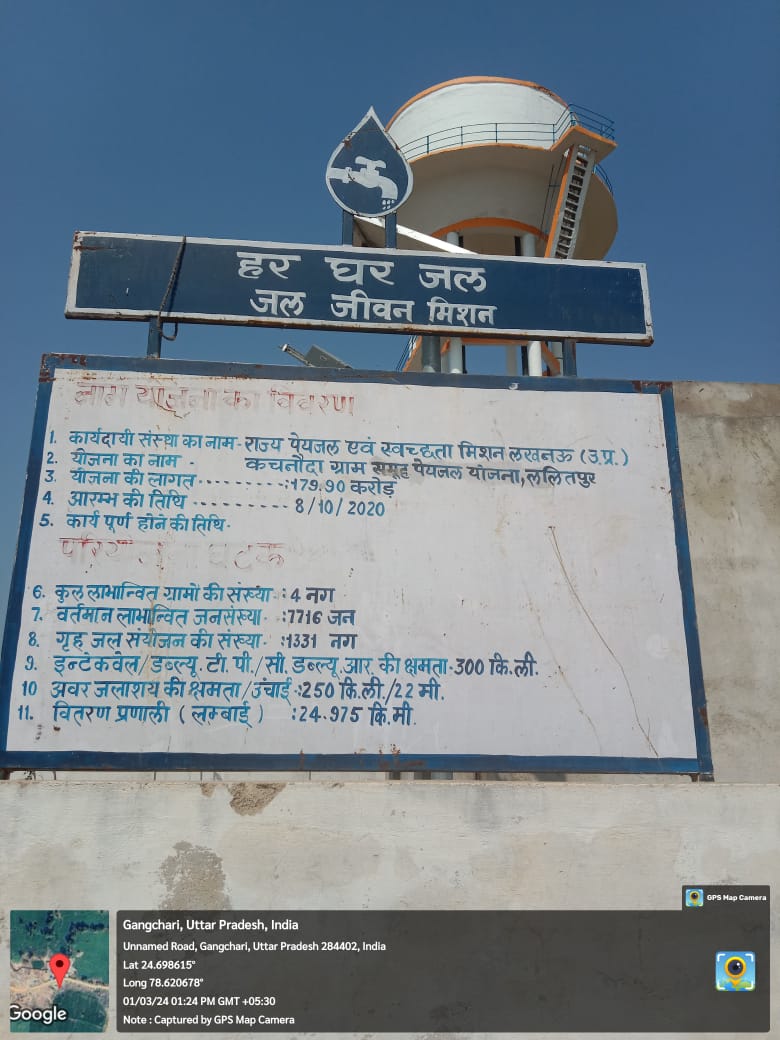 हर घर जल
जल जीवन मिशन
योजना का विवरण
1. कार्यदायी संस्था का नाम - राज्य पेयजल एवं स्वच्छता मिशन लखनऊ (उ.प्र.)
2. योजना का नाम - कचनौदा ग्राम समूह पेयजल योजना, ललितपुर
3. योजना की लागत - - - - - - - : 179.90 करोड़
4. आरम्भ की तिथि - - - - - - - - - 8/10/2020
5. कार्य पूर्ण होने की तिथि -
6. कुल लाभान्वित ग्रामों की संख्या : 4 नग
7. वर्तमान लाभान्वित जनसंख्या - : 7716 जन
8. गृह जल संयोजन की संख्या - : 1331 नग
9. इन्टेकवेल/डब्ल्यू.टी.पी./सी.डब्ल्यू.आर. की क्षमता - 300 कि.ली.
10 अवर जलाशय की क्षमता/उंचाई : 250 कि.ली./22 मी.
11. वितरण प्रणाली ( लम्बाई ) : 24.975 कि.मी.
GPS Map Camera
Gangchari, Uttar Pradesh, India
Unnamed Road, Gangchari, Uttar Pradesh 284402, India
Lat 24.698615°
Long 78.620678°
01/03/24 01:24 PM GMT +05:30
Note : Captured by GPS Map Camera
Google